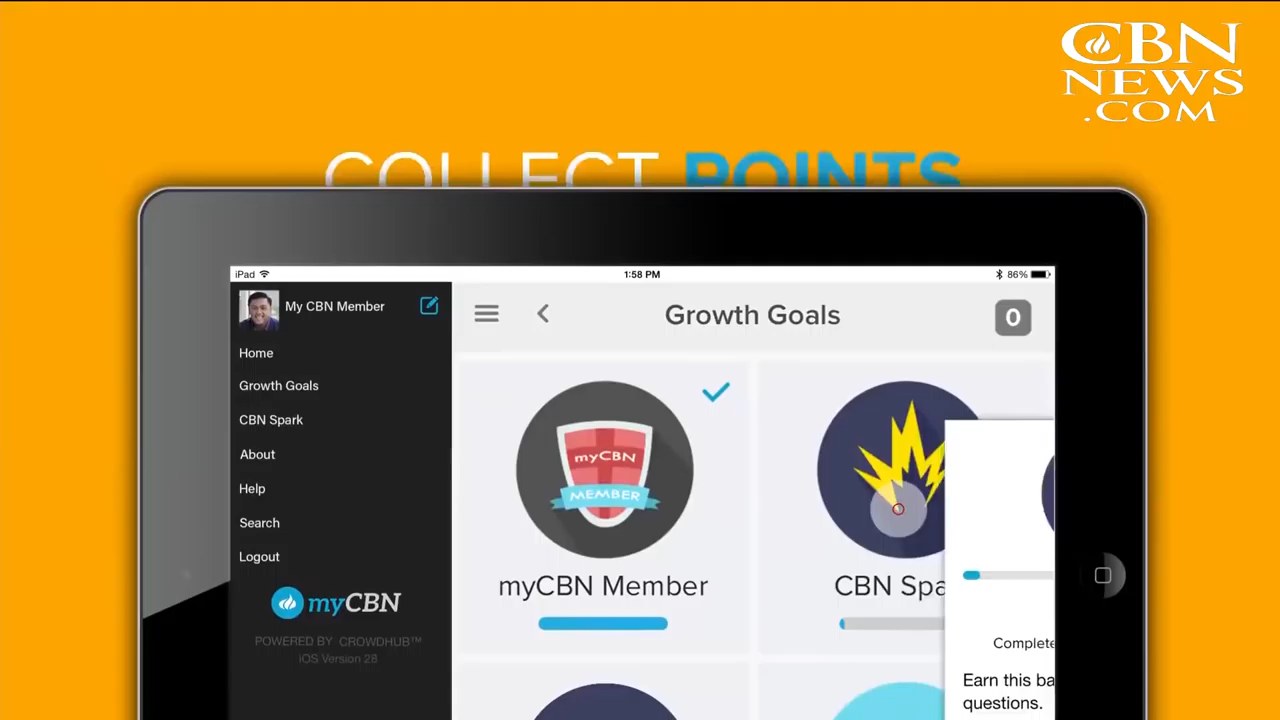 CBN
NEWS
.COM
COLLECT POINTS
iPad
1:58 PM
86%
My CBN Member
Home
Growth Goals
CBN Spark
About
Help
Search
Logout
myCBN
POWERED BY CROWDHUB™
iOS Version 28
Growth Goals
0
myCBN
MEMBER
myCBN Member
CBN Spa
Complete
Earn this ba
questions.